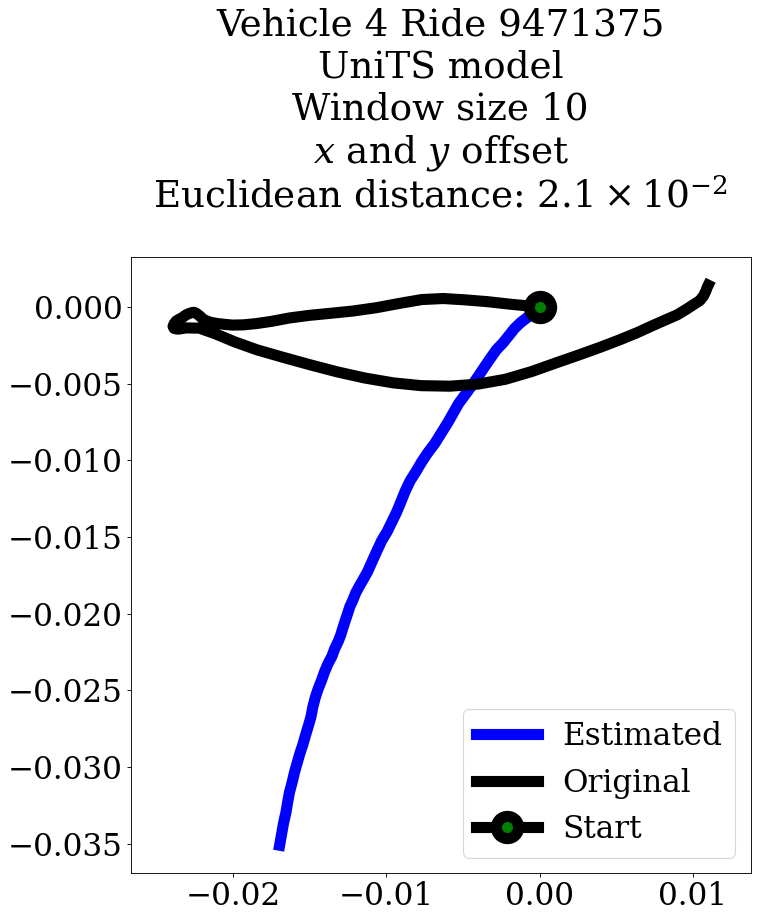 Vehicle 4 Ride 9471375
UniTS model
Window size 10
x and y offset
Euclidean distance: 2.1 × 10⁻²
0.000
−0.005
−0.010
−0.015
−0.020
−0.025
−0.030
−0.035
Estimated
Original
Start
−0.02 −0.01 0.00 0.01